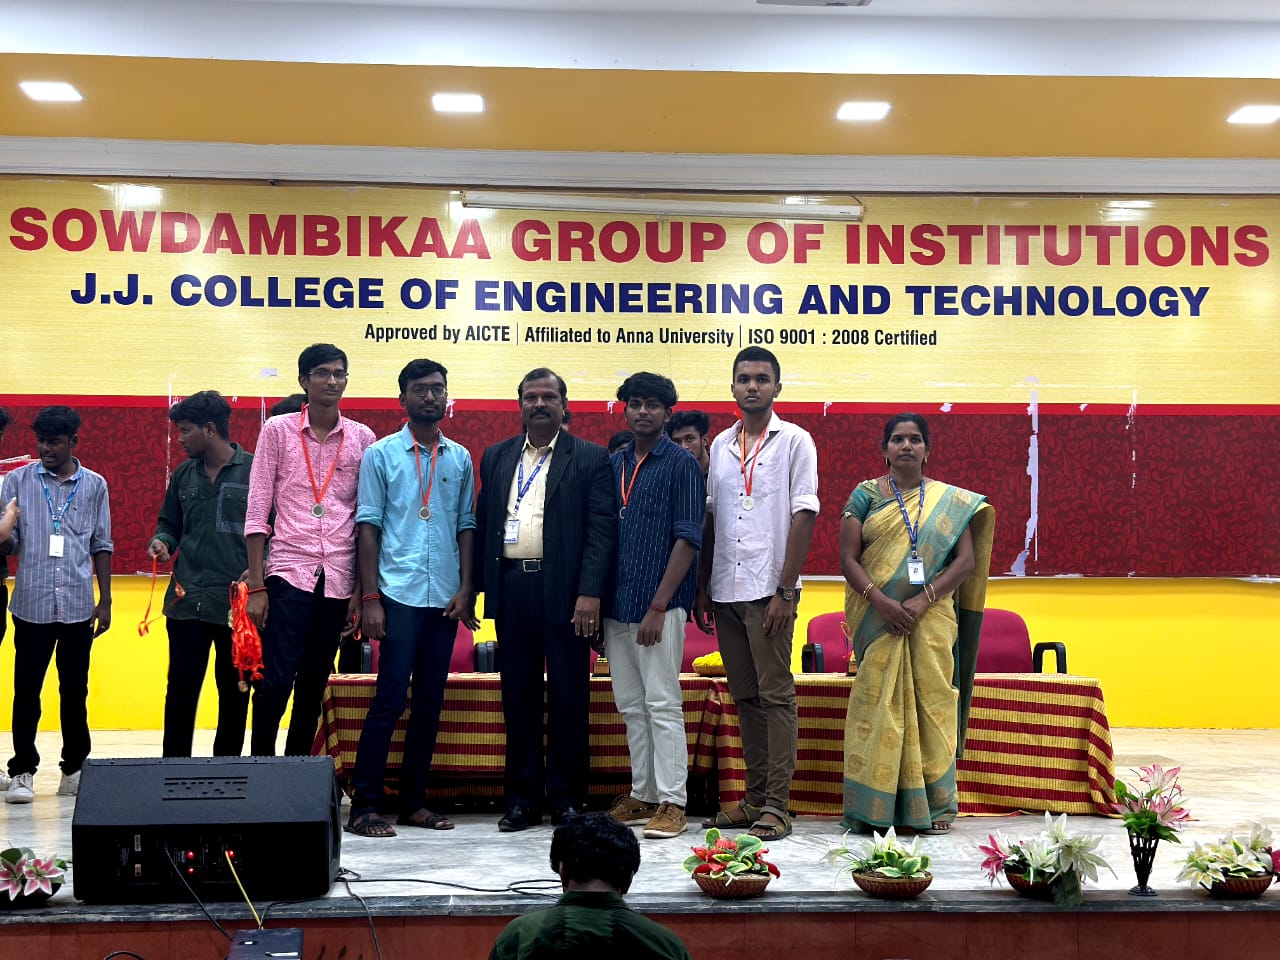 SOWDAMBIKAA GROUP OF INSTITUTIONS
J.J. COLLEGE OF ENGINEERING AND TECHNOLOGY
Approved by AICTE | Affiliated to Anna University | ISO 9001 : 2008 Certified